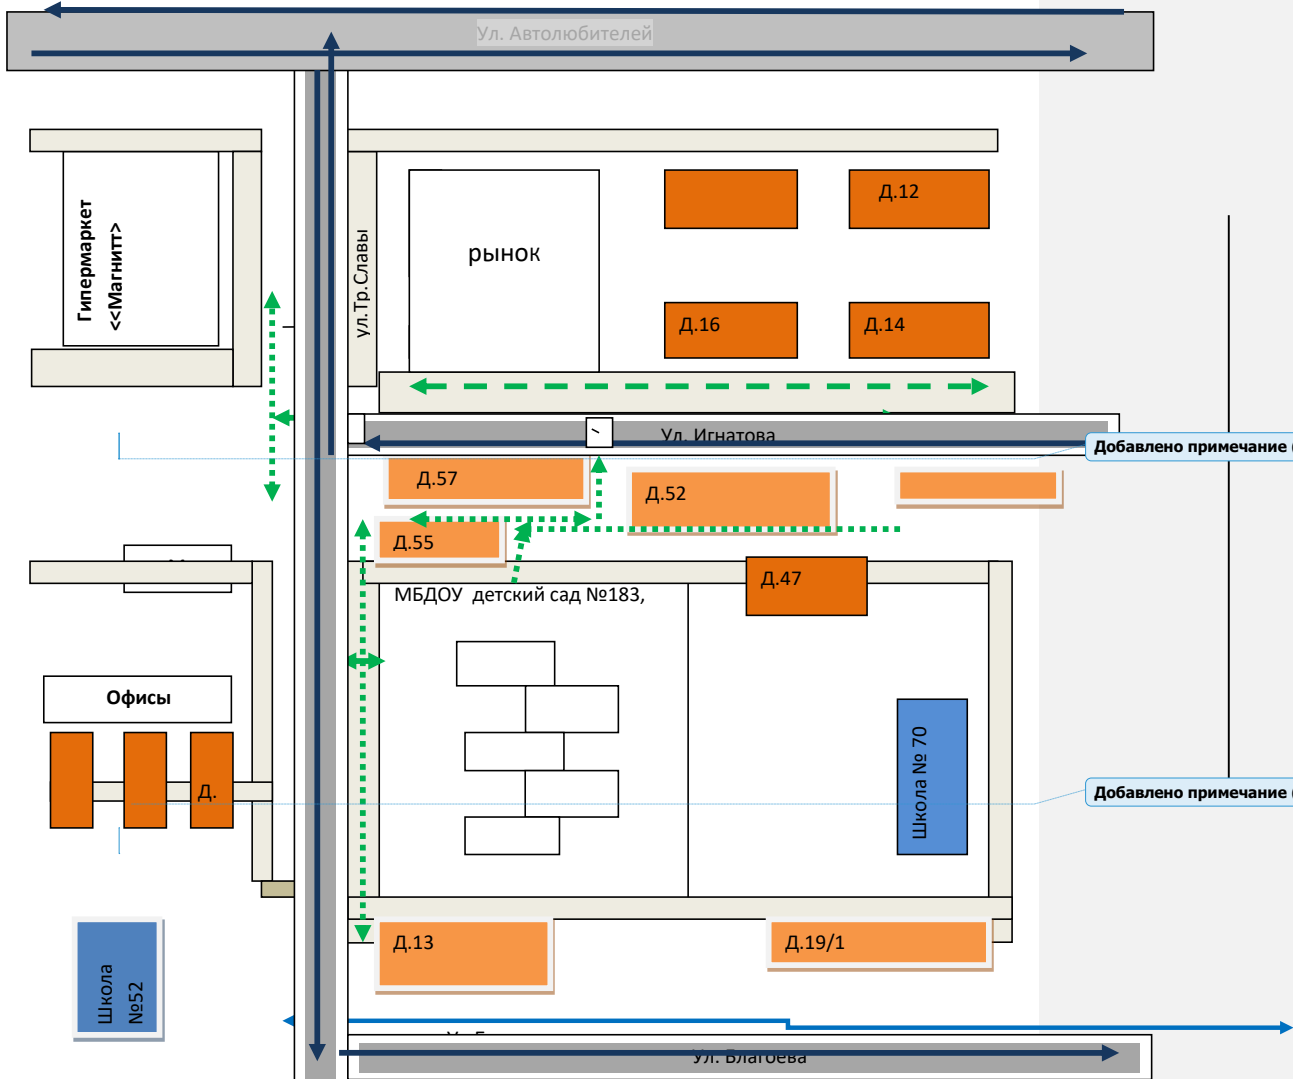 Ул. Автолюбителей
Гипермаркет
<<Магнитт>
ул.Тр.Славы
рынок
Д.12
Д.16
Д.14
Ул. Игнатова
Добавлено примечание (
Д.57
Д.52
Д.55
Д.47
МБДОУ детский сад №183,
Офисы
Д.
Школа № 70
Добавлено примечание (
Д.13
Д.19/1
Школа
№52
Ул. Благоева